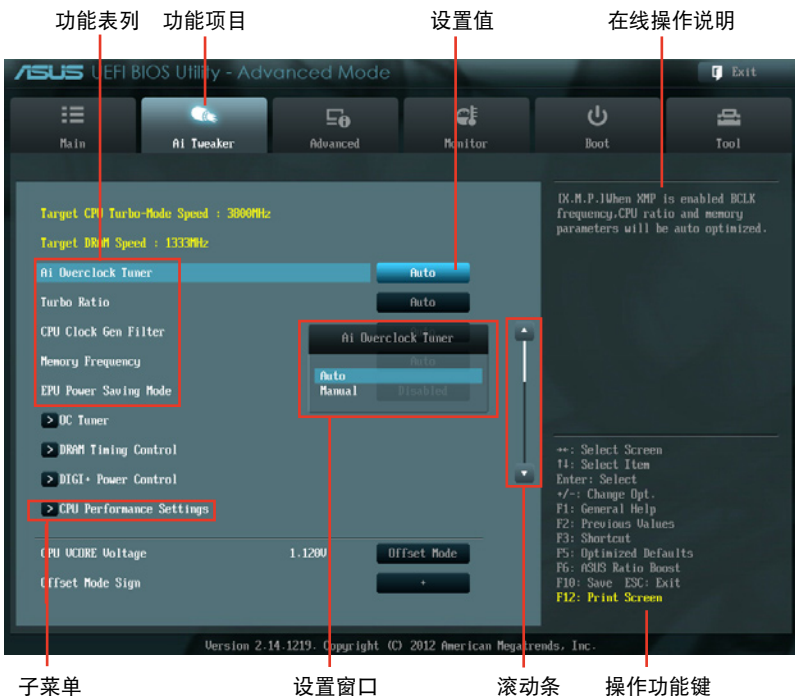 功能表列 功能项目 设置值 在线操作说明
ASUS UEFI BIOS Utility - Advanced Mode Exit
Main Ai Tweaker Advanced Monitor Boot Tool
Target CPU Turbo-Mode Speed : 3800MHz
Target DRAM Speed : 1333MHz
Ai Overclock Tuner Auto
Turbo Ratio Auto
CPU Clock Gen Filter
Memory Frequency Auto
EPU Power Saving Mode Disabled
Ai Overclock Tuner
Auto
Manual
> OC Tuner
> DRAM Timing Control
> DIGI+ Power Control
> CPU Performance Settings
CPU VCORE Voltage 1.120V Offset Mode
Offset Mode Sign +
[X.M.P.]When XMP is enabled BCLK
frequency,CPU ratio and memory
parameters will be auto optimized.
→←: Select Screen
↑↓: Select Item
Enter: Select
+/-: Change Opt.
F1: General Help
F2: Previous Values
F3: Shortcut
F5: Optimized Defaults
F6: ASUS Ratio Boost
F10: Save ESC: Exit
F12: Print Screen
Version 2.14.1219. Copyright (C) 2012 American Megatrends, Inc.
子菜单 设置窗口 滚动条 操作功能键